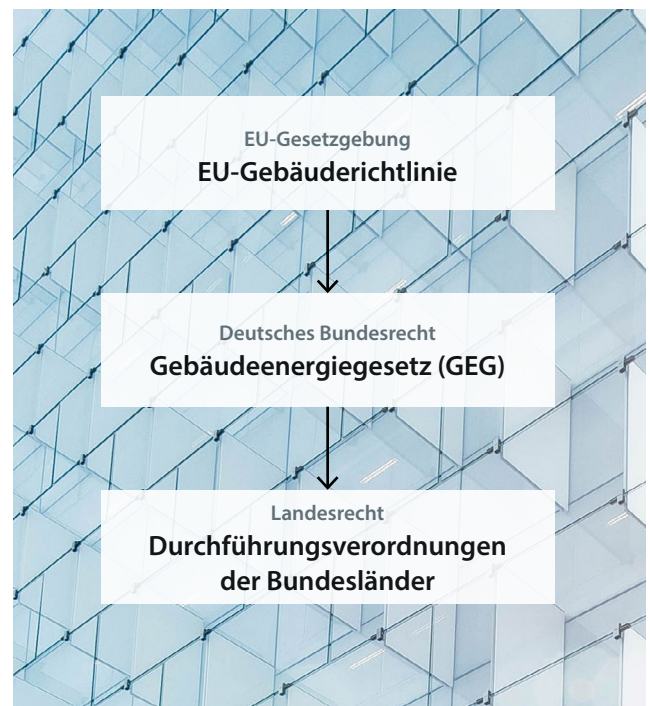 EU-Gesetzgebung
EU-Gebäuderichtlinie
Deutsches Bundesrecht
Gebäudeenergiegesetz (GEG)
Landesrecht
Durchführungsverordnungen
der Bundesländer